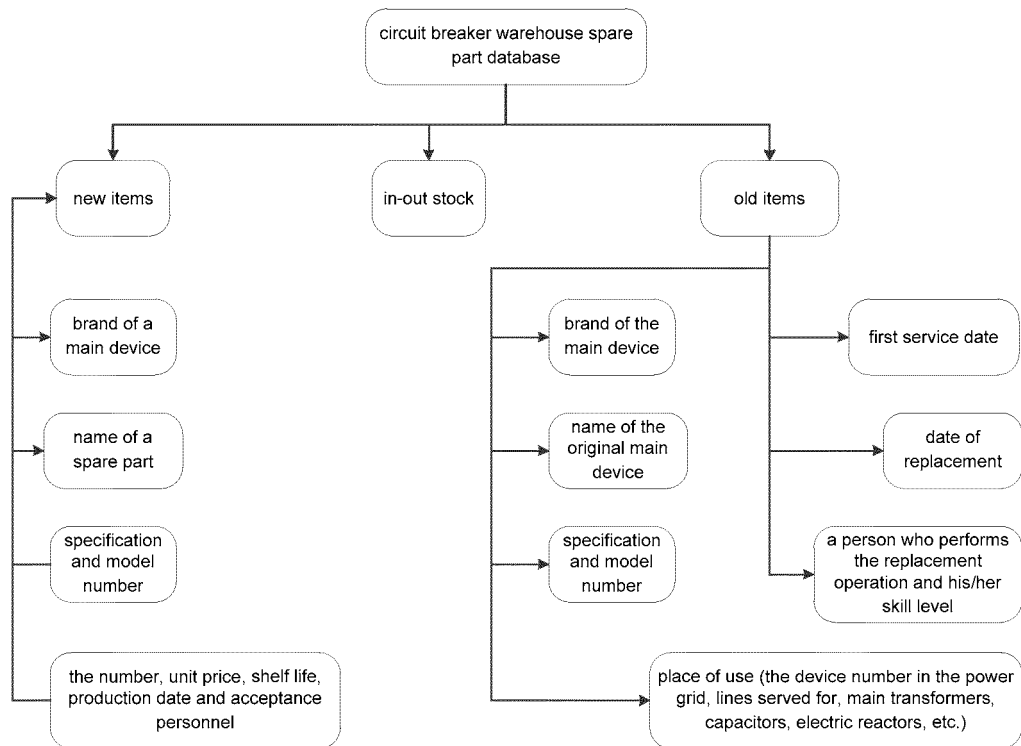 circuit breaker warehouse spare
part database
new items
in-out stock
old items
brand of a
main device
brand of the
main device
first service date
name of a
spare part
name of the
original main
device
date of
replacement
specification
and model
number
specification
and model
number
a person who performs
the replacement
operation and his/her
skill level
the number, unit price, shelf life,
production date and acceptance
personnel
place of use (the device number in the power
grid, lines served for, main transformers,
capacitors, electric reactors, etc.)